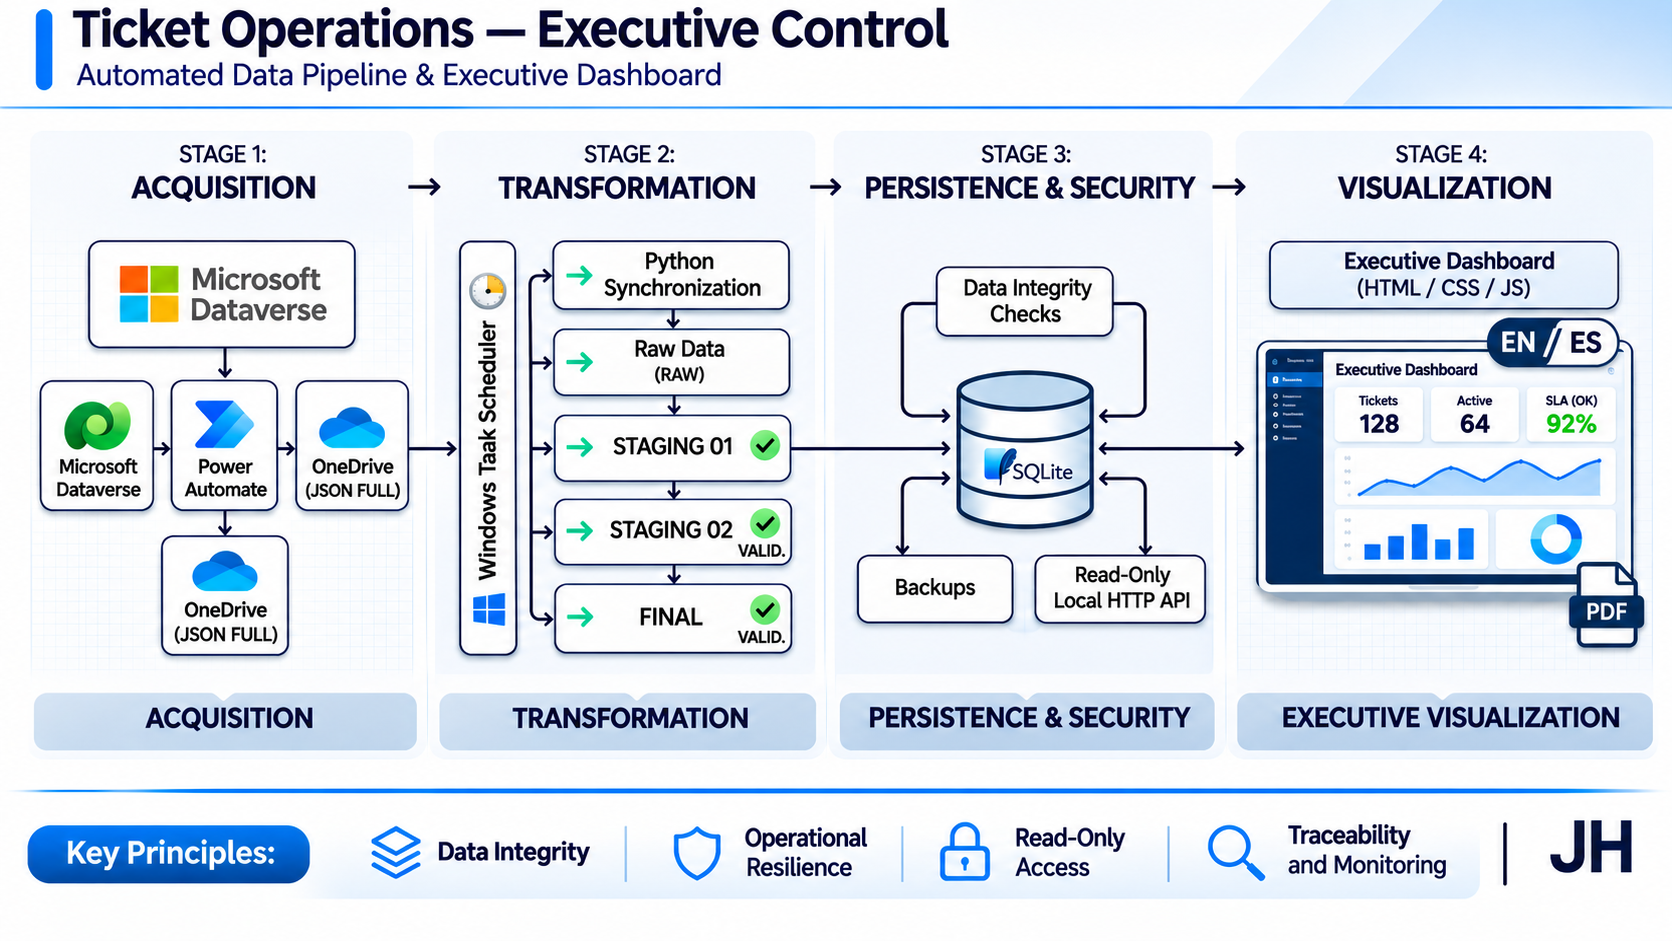 Ticket Operations — Executive Control
Automated Data Pipeline & Executive Dashboard
STAGE 1:
ACQUISITION
STAGE 2:
TRANSFORMATION
STAGE 3:
PERSISTENCE & SECURITY
STAGE 4:
VISUALIZATION
Microsoft
Dataverse
Microsoft
Dataverse
Power
Automate
OneDrive
(JSON FULL)
OneDrive
(JSON FULL)
Windows Taak Scheduler
Python
Synchronization
Raw Data
(RAW)
STAGING 01
STAGING 02
VALID.
FINAL
VALID.
Data Integrity
Checks
SQLite
Backups
Read-Only
Local HTTP API
Executive Dashboard
(HTML / CSS / JS)
EN / ES
Executive Dashboard
Tickets
128
Active
64
SLA (OK)
92%
PDF
ACQUISITION
TRANSFORMATION
PERSISTENCE & SECURITY
EXECUTIVE VISUALIZATION
Key Principles:
Data Integrity
Operational
Resilience
Read-Only
Access
Traceability
and Monitoring
JH